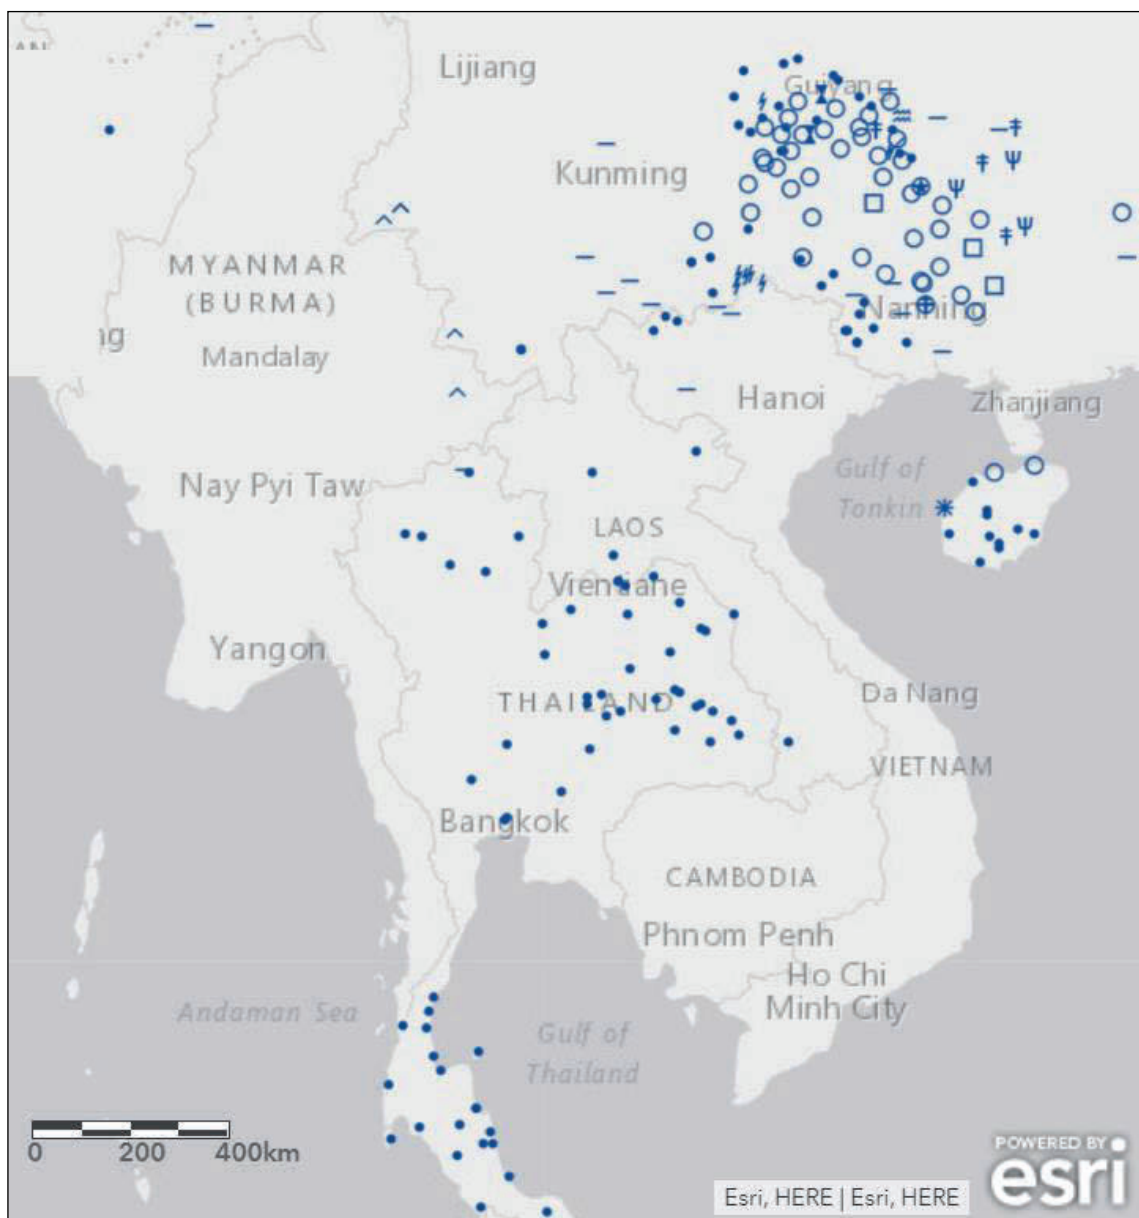 Lijiang
Guiyang
Kunming
MYANMAR
(BURMA)
Mandalay
Nanning
Hanoi
Zhanjiang
Nay Pyi Taw
Gulf of
Tonkin
LAOS
Vientiane
Yangon
THAILAND
Da Nang
VIETNAM
Bangkok
CAMBODIA
Phnom Penh
Ho Chi
Minh City
Andaman Sea
Gulf of
Thailand
0 200 400km
POWERED BY
esri
Esri, HERE | Esri, HERE